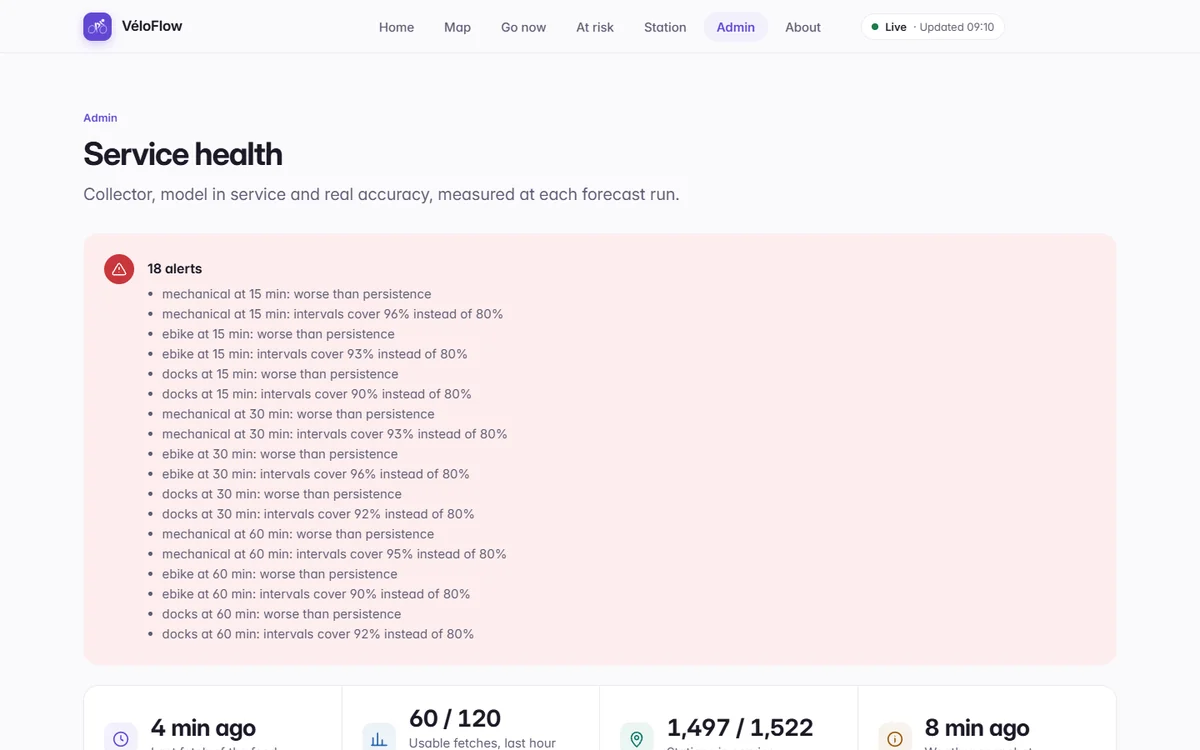 VéloFlow
Home Map Go now At risk Station Admin About
Live · Updated 09:10
Admin
Service health
Collector, model in service and real accuracy, measured at each forecast run.
18 alerts
• mechanical at 15 min: worse than persistence
• mechanical at 15 min: intervals cover 96% instead of 80%
• ebike at 15 min: worse than persistence
• ebike at 15 min: intervals cover 93% instead of 80%
• docks at 15 min: worse than persistence
• docks at 15 min: intervals cover 90% instead of 80%
• mechanical at 30 min: worse than persistence
• mechanical at 30 min: intervals cover 93% instead of 80%
• ebike at 30 min: worse than persistence
• ebike at 30 min: intervals cover 96% instead of 80%
• docks at 30 min: worse than persistence
• docks at 30 min: intervals cover 92% instead of 80%
• mechanical at 60 min: worse than persistence
• mechanical at 60 min: intervals cover 95% instead of 80%
• ebike at 60 min: worse than persistence
• ebike at 60 min: intervals cover 90% instead of 80%
• docks at 60 min: worse than persistence
• docks at 60 min: intervals cover 92% instead of 80%
4 min ago
60 / 120
Usable fetches, last hour
1,497 / 1,522
8 min ago